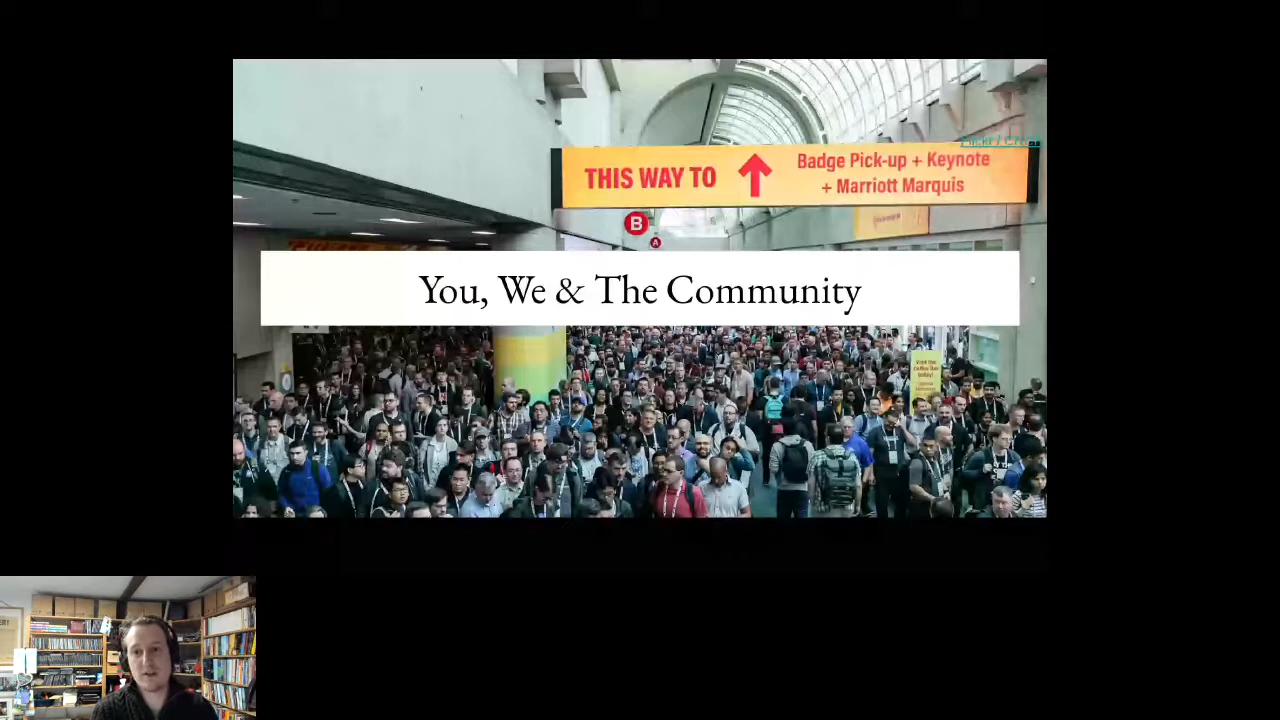 THIS WAY TO
Badge Pick-up + Keynote
+ Marriott Marquis
B
A
You, We & The Community